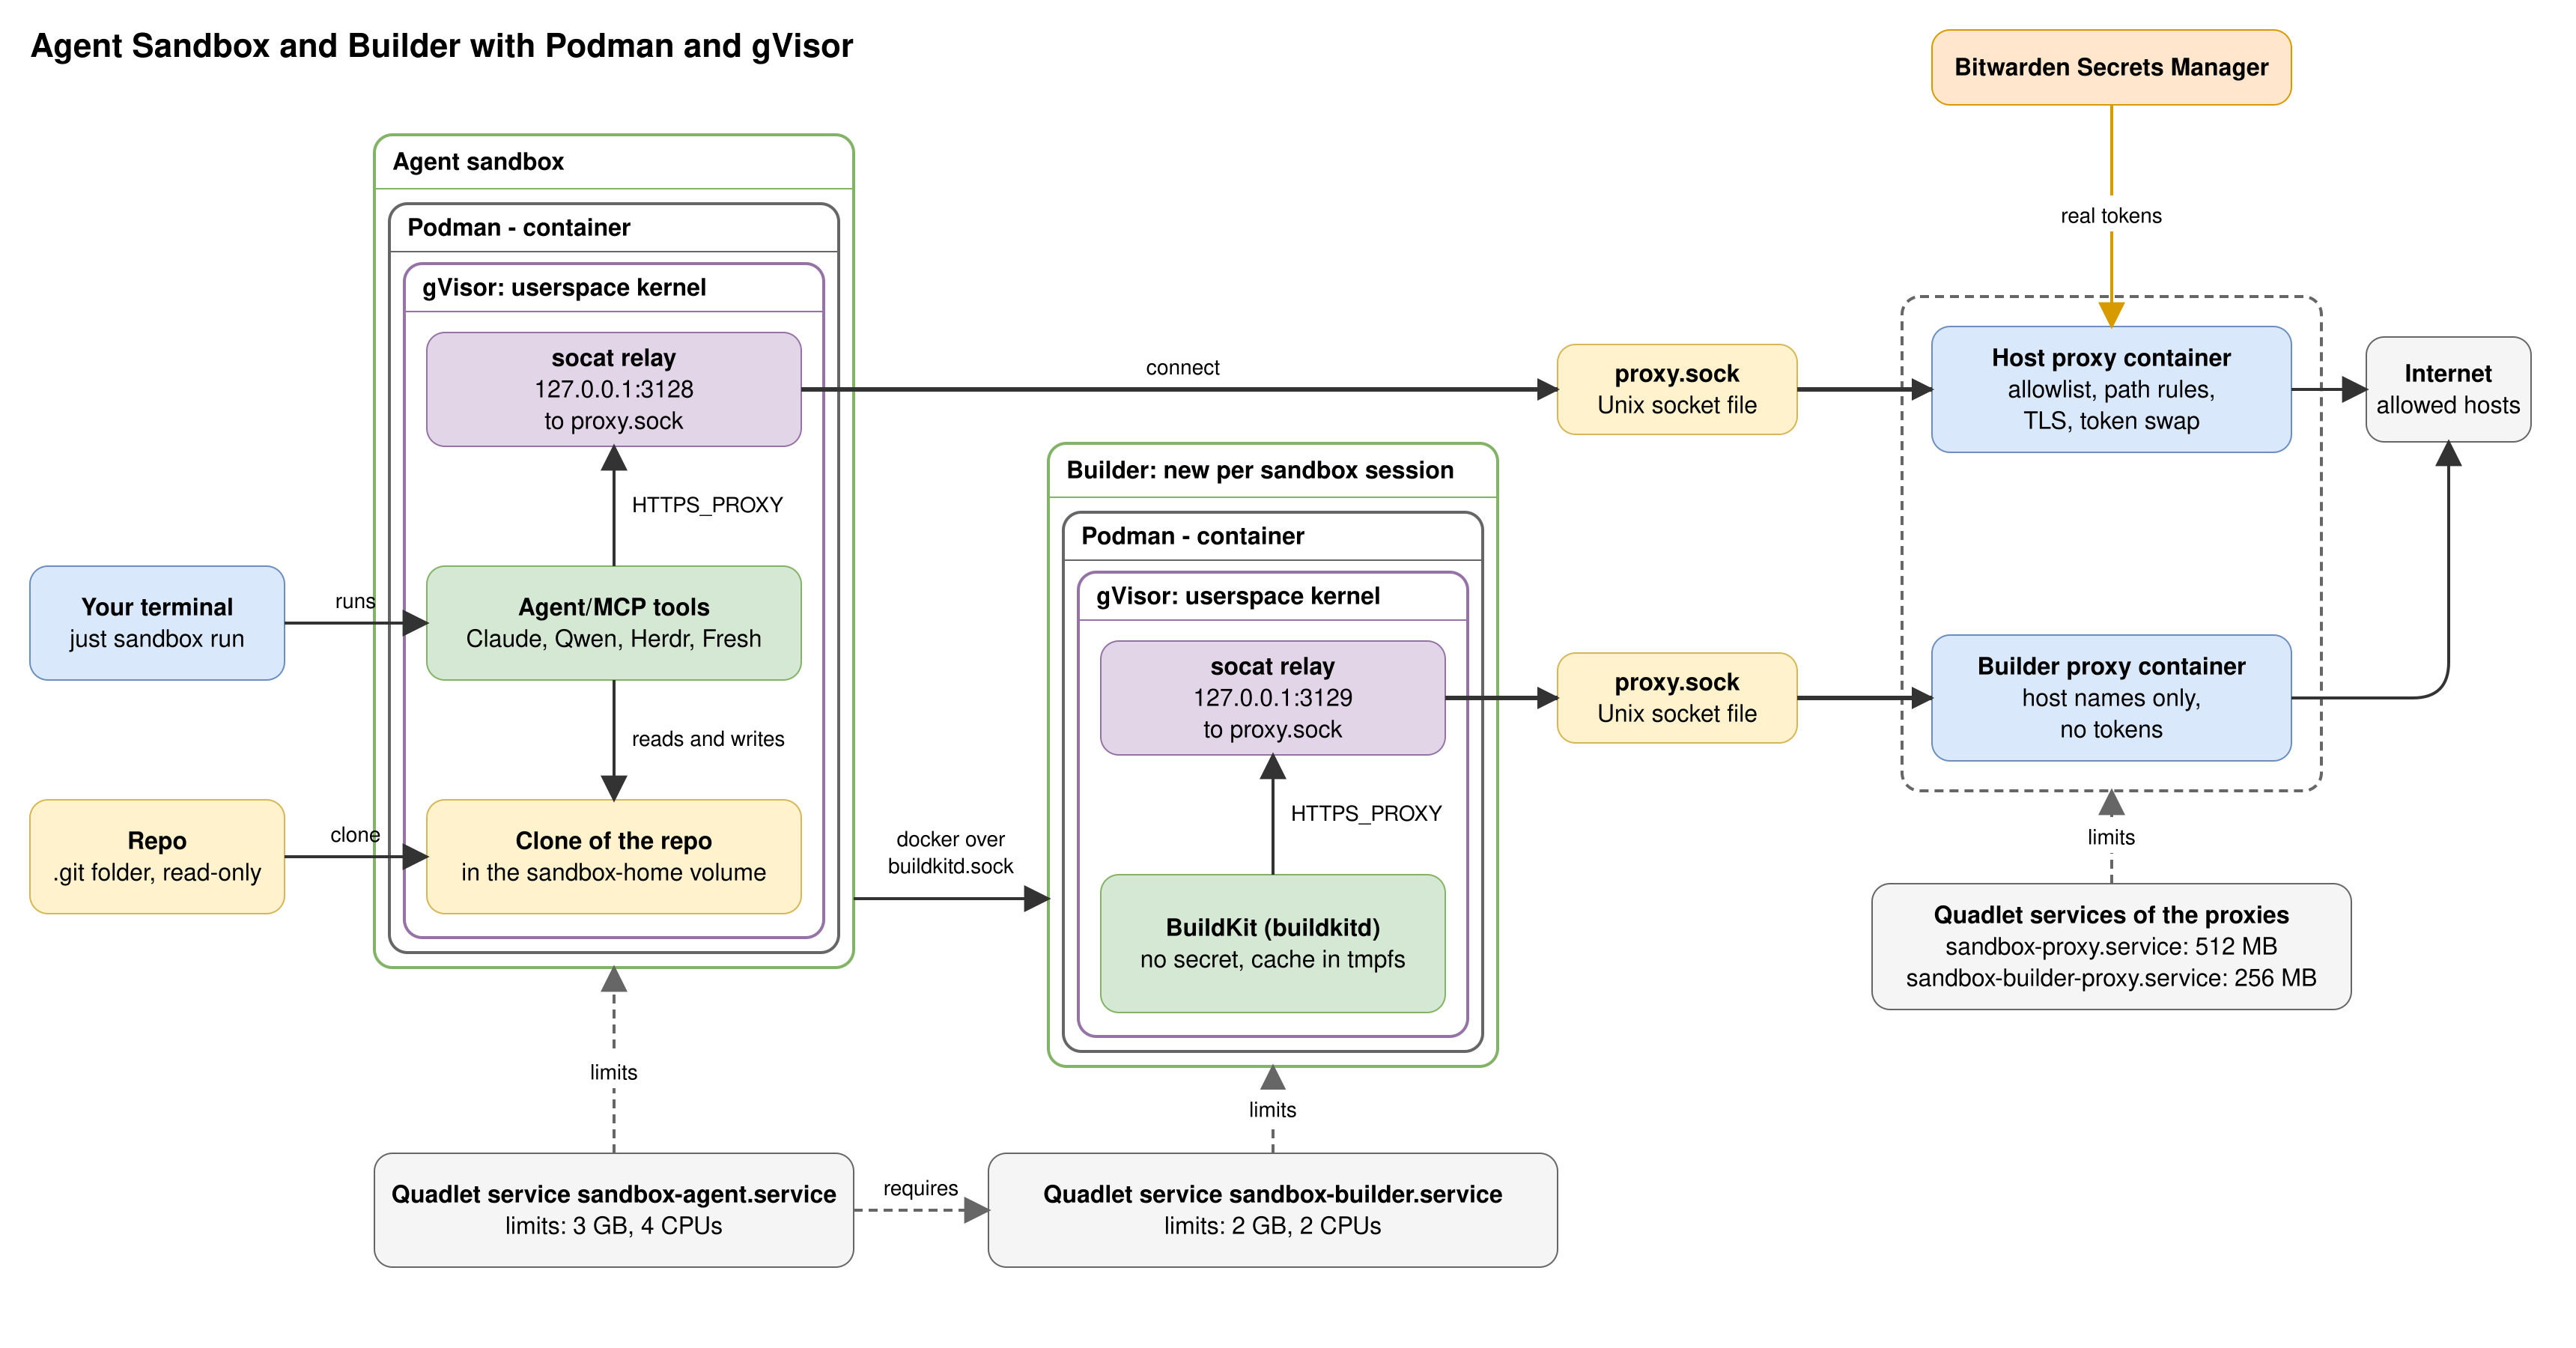 Agent Sandbox and Builder with Podman and gVisor
Bitwarden Secrets Manager
real tokens
Agent sandbox
Podman - container
gVisor: userspace kernel
socat relay
127.0.0.1:3128
to proxy.sock
connect
proxy.sock
Unix socket file
Host proxy container
allowlist, path rules,
TLS, token swap
Internet
allowed hosts
HTTPS_PROXY
Your terminal
just sandbox run
runs
Agent/MCP tools
Claude, Qwen, Herdr, Fresh
reads and writes
Repo
.git folder, read-only
clone
Clone of the repo
in the sandbox-home volume
docker over
buildkitd.sock
Builder: new per sandbox session
Podman - container
gVisor: userspace kernel
socat relay
127.0.0.1:3129
to proxy.sock
proxy.sock
Unix socket file
Builder proxy container
host names only,
no tokens
HTTPS_PROXY
BuildKit (buildkitd)
no secret, cache in tmpfs
limits
Quadlet services of the proxies
sandbox-proxy.service: 512 MB
sandbox-builder-proxy.service: 256 MB
limits
limits
Quadlet service sandbox-agent.service
limits: 3 GB, 4 CPUs
requires
Quadlet service sandbox-builder.service
limits: 2 GB, 2 CPUs